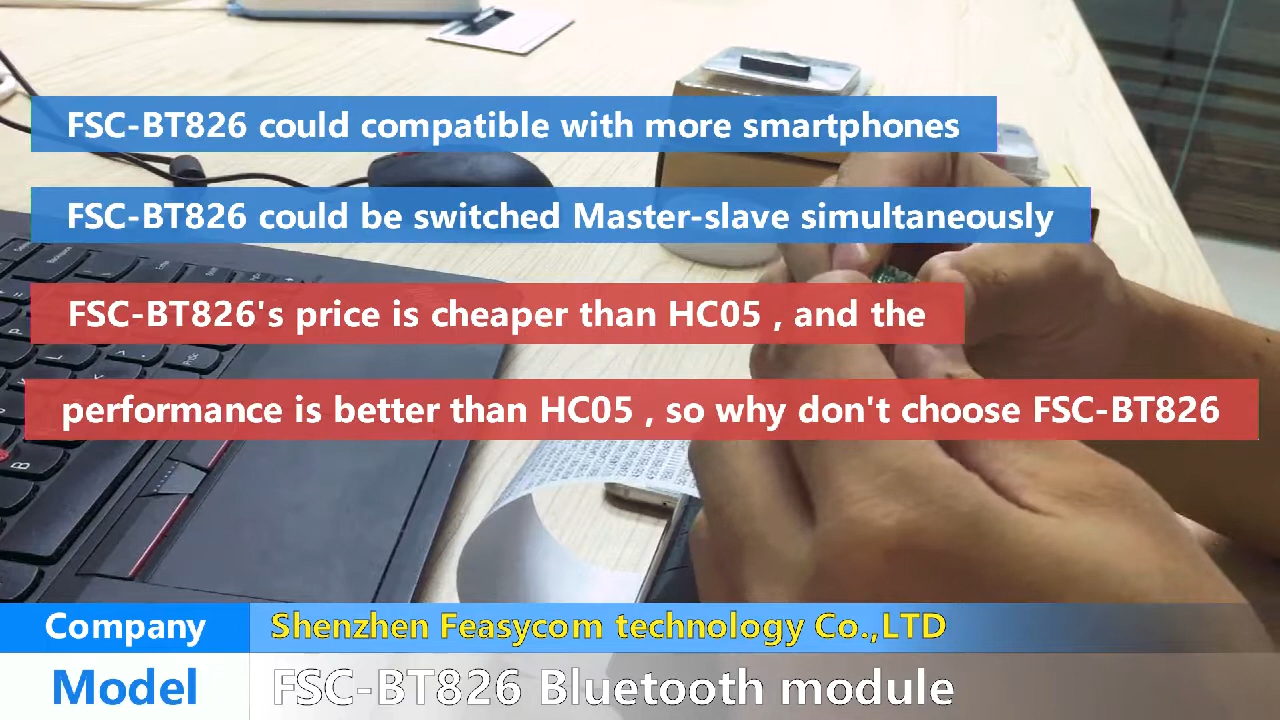 FSC-BT826 could compatible with more smartphones
FSC-BT826 could be switched Master-slave simultaneously
FSC-BT826's price is cheaper than HC05 , and the
performance is better than HC05 , so why don't choose FSC-BT826
Company
Shenzhen Feasycom technology Co.,LTD
Model
FSC-BT826 Bluetooth module